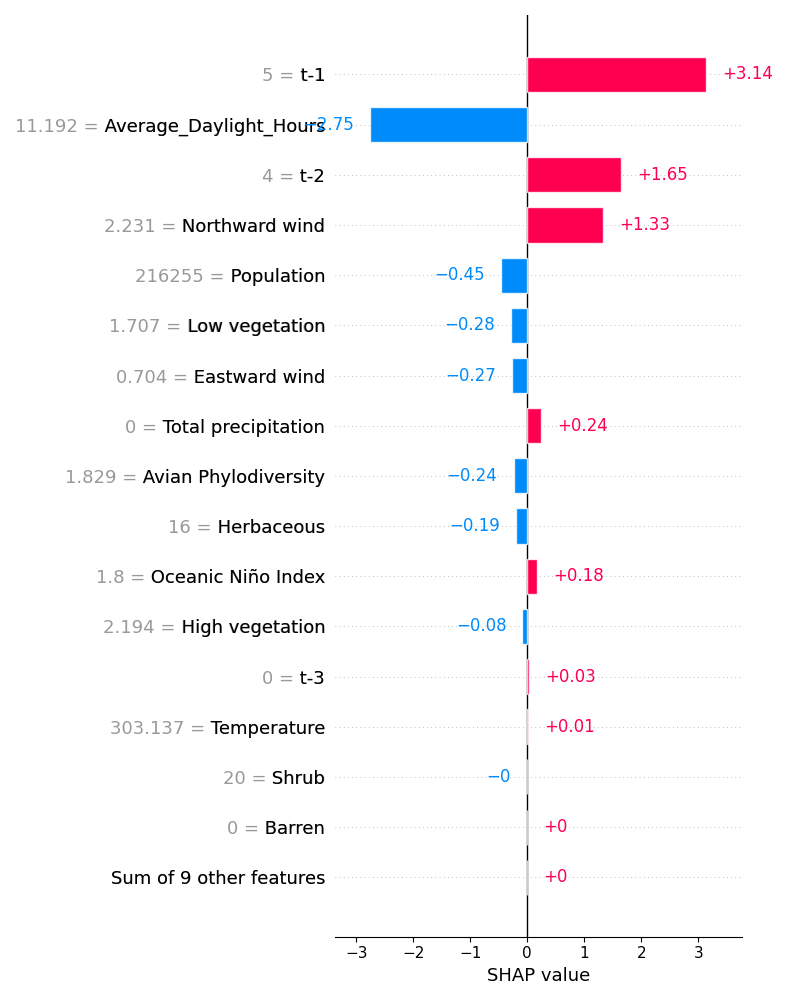 5 = t-1 +3.14
11.192 = Average_Daylight_Hours −2.75
4 = t-2 +1.65
2.231 = Northward wind +1.33
216255 = Population −0.45
1.707 = Low vegetation −0.28
0.704 = Eastward wind −0.27
0 = Total precipitation +0.24
1.829 = Avian Phylodiversity −0.24
16 = Herbaceous −0.19
1.8 = Oceanic Niño Index +0.18
2.194 = High vegetation −0.08
0 = t-3 +0.03
303.137 = Temperature +0.01
20 = Shrub −0
0 = Barren +0
Sum of 9 other features +0
−3 −2 −1 0 1 2 3
SHAP value